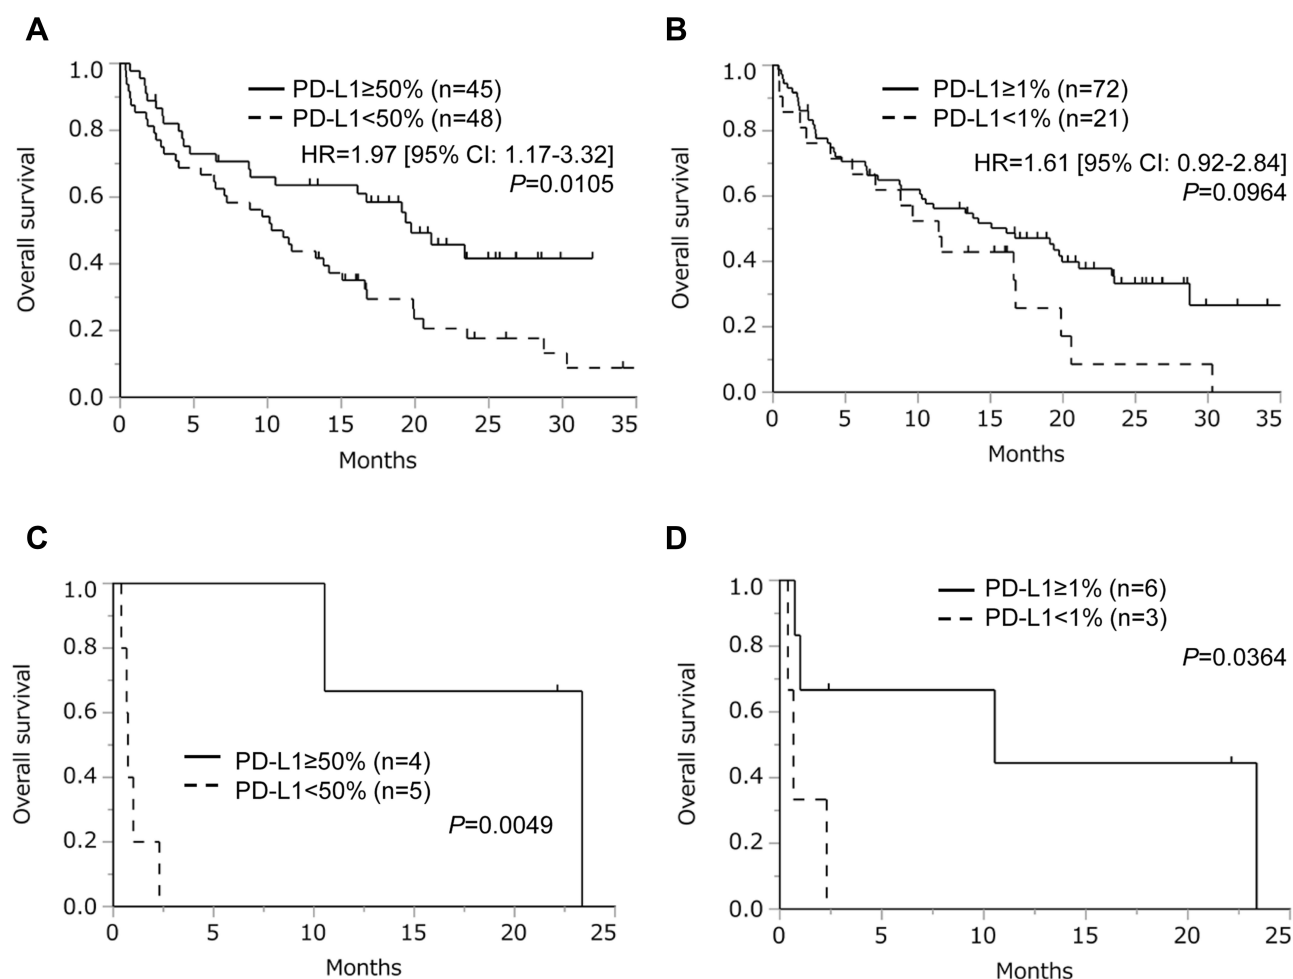 A
Overall survival
1.0
0.8
0.6
0.4
0.2
0.0
PD-L1≥50% (n=45)
PD-L1<50% (n=48)
HR=1.97 [95% CI: 1.17-3.32]
P=0.0105
0 5 10 15 20 25 30 35
Months
B
Overall survival
1.0
0.8
0.6
0.4
0.2
0.0
PD-L1≥1% (n=72)
PD-L1<1% (n=21)
HR=1.61 [95% CI: 0.92-2.84]
P=0.0964
0 5 10 15 20 25 30 35
Months
C
Overall survival
1.0
0.8
0.6
0.4
0.2
0.0
PD-L1≥50% (n=4)
PD-L1<50% (n=5)
P=0.0049
0 5 10 15 20 25
Months
D
Overall survival
1.0
0.8
0.6
0.4
0.2
0.0
PD-L1≥1% (n=6)
PD-L1<1% (n=3)
P=0.0364
0 5 10 15 20 25
Months